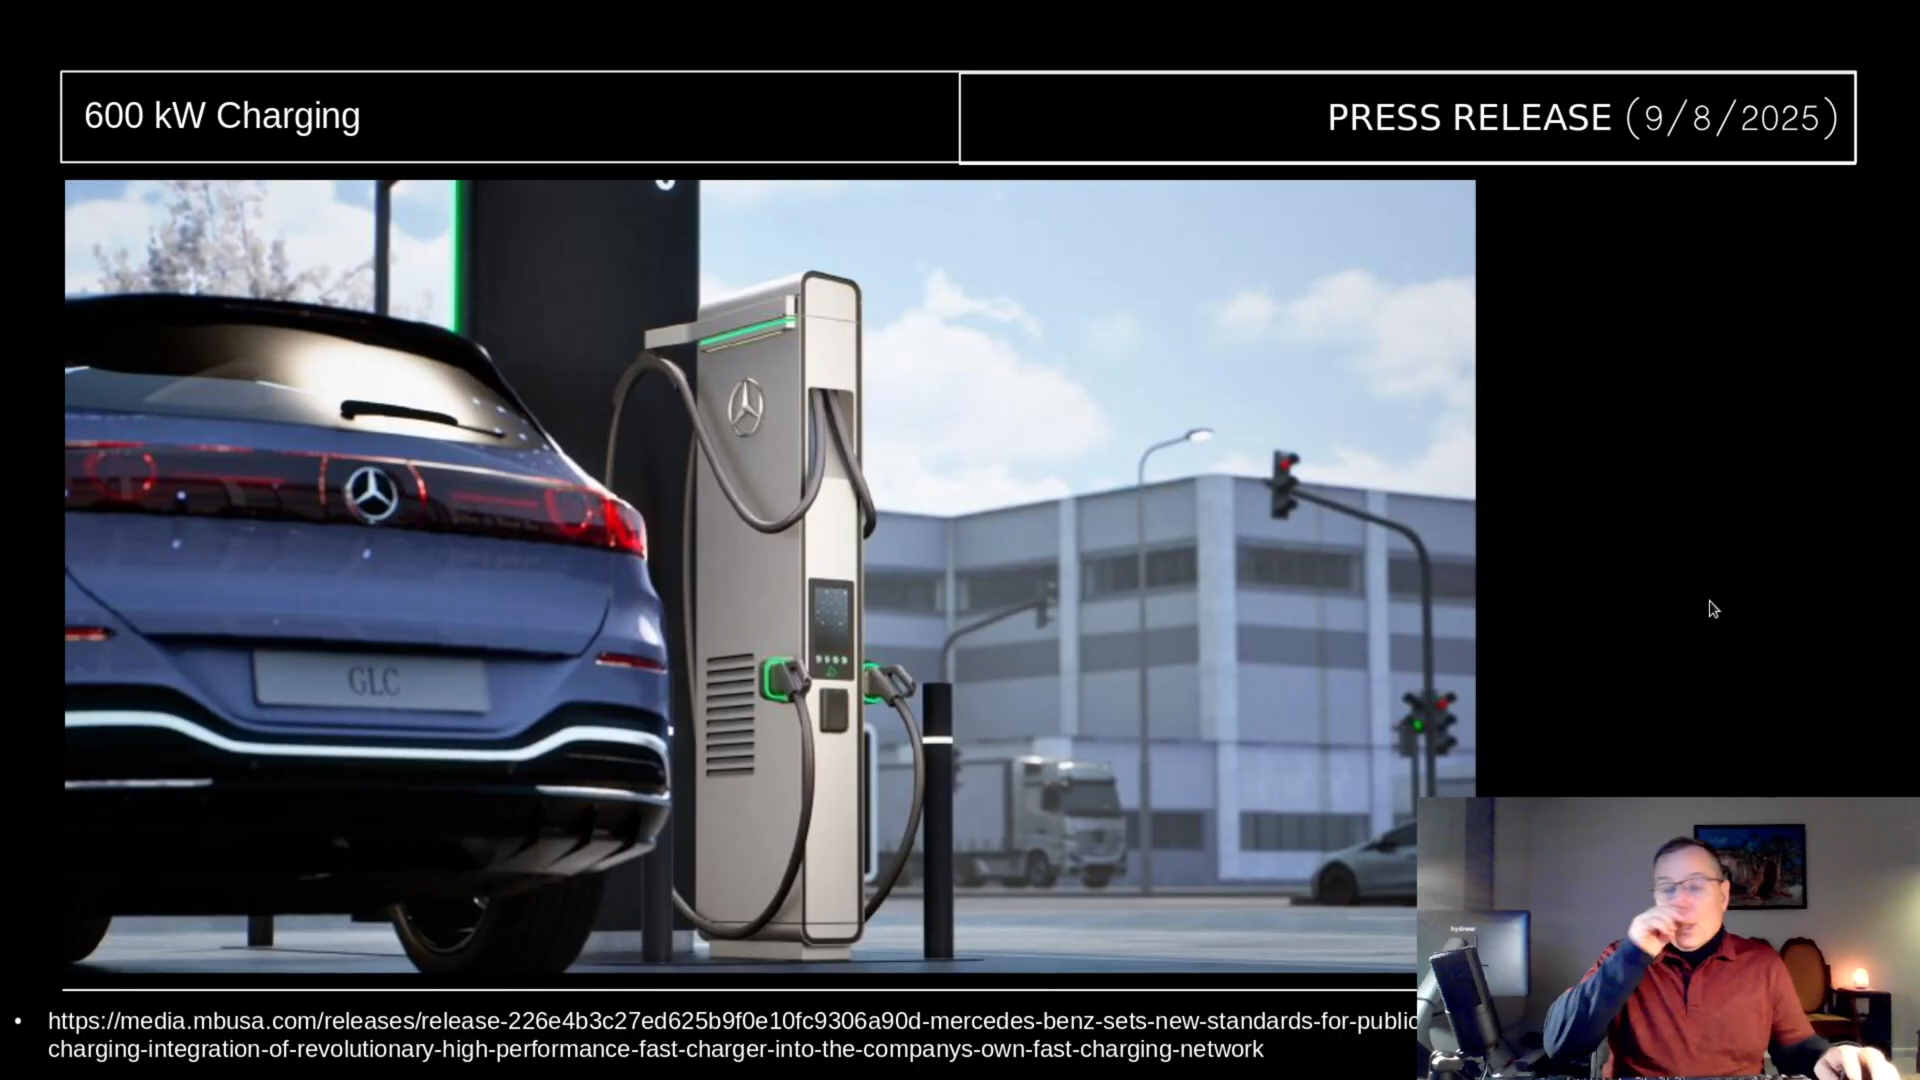 600 kW Charging
PRESS RELEASE (9/8/2025)
GLC
• https://media.mbusa.com/releases/release-226e4b3c27ed625b9f0e10fc9306a90d-mercedes-benz-sets-new-standards-for-public
charging-integration-of-revolutionary-high-performance-fast-charger-into-the-companys-own-fast-charging-network